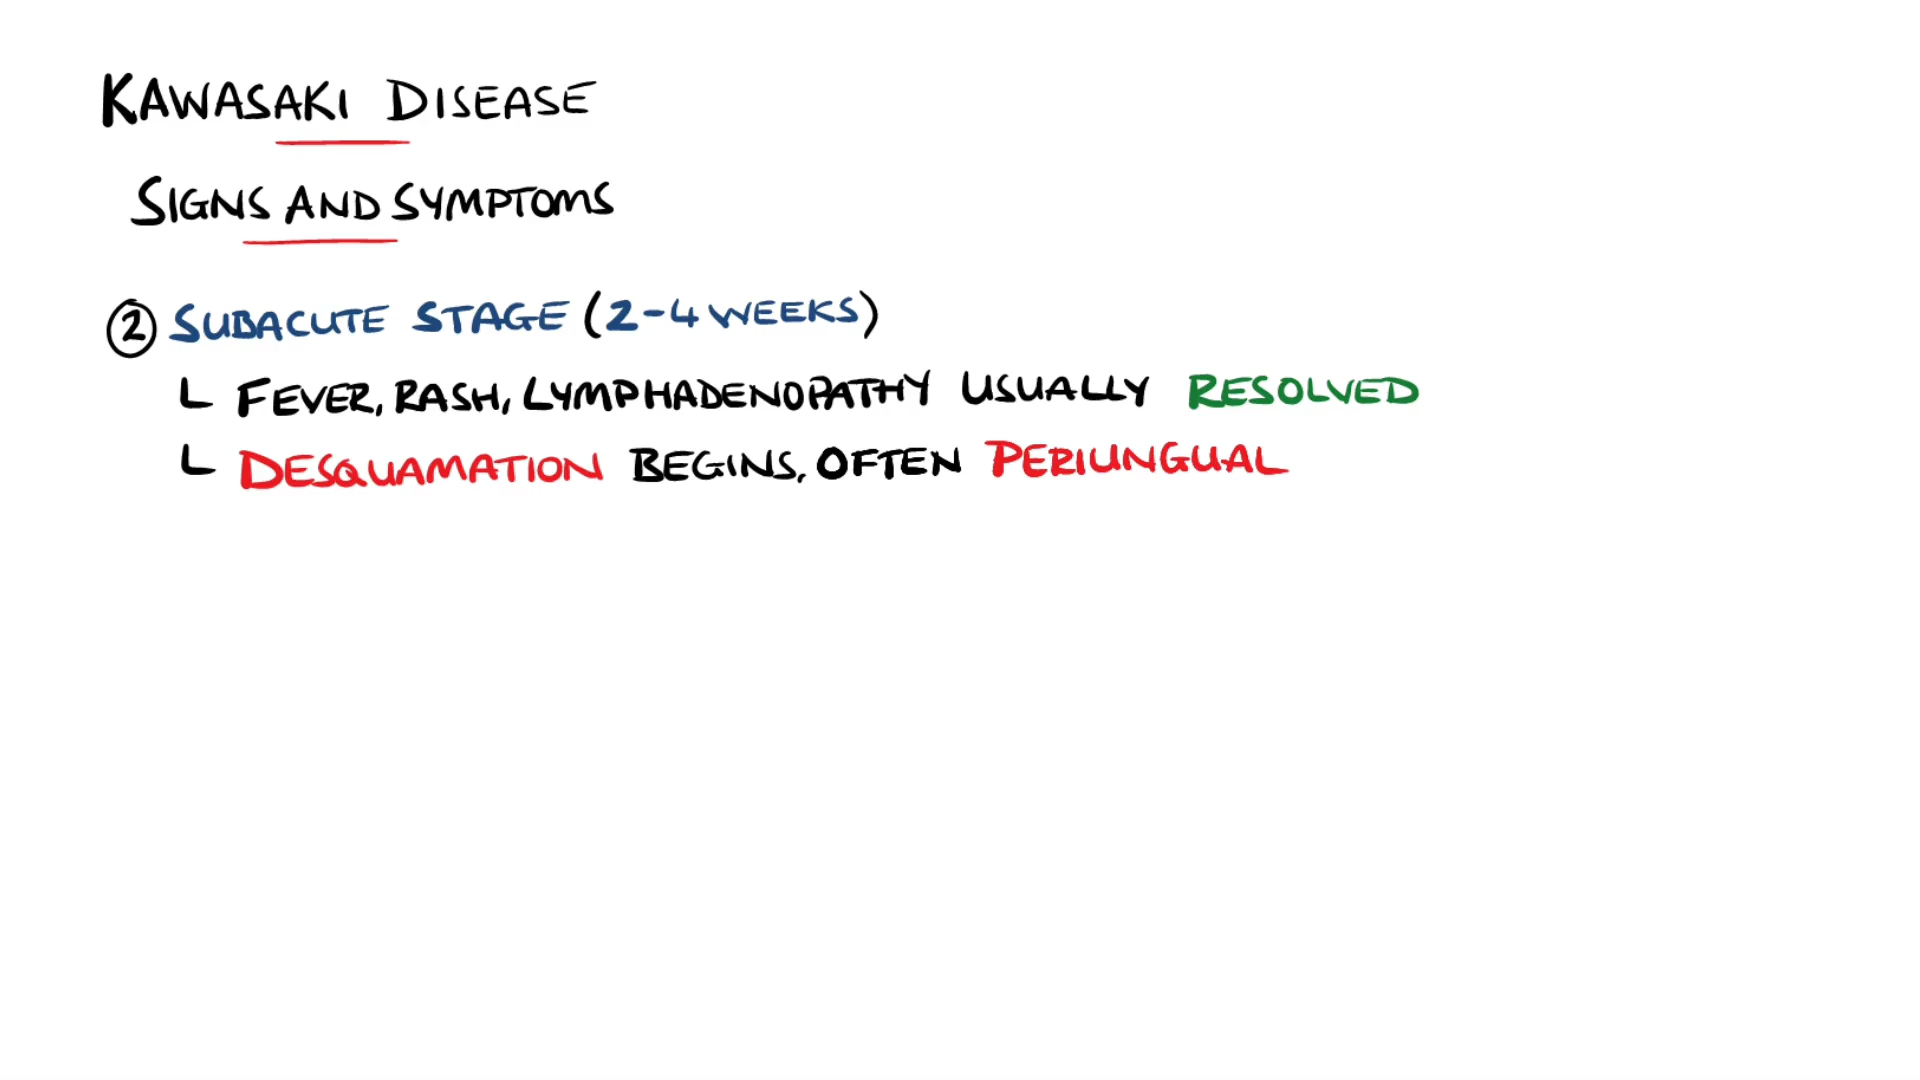 KAWASAKI DISEASE
SIGNS AND SYMPTOMS
② SUBACUTE STAGE (2-4 WEEKS)
└ FEVER, RASH, LYMPHADENOPATHY USUALLY RESOLVED
└ DESQUAMATION BEGINS, OFTEN PERIUNGUAL